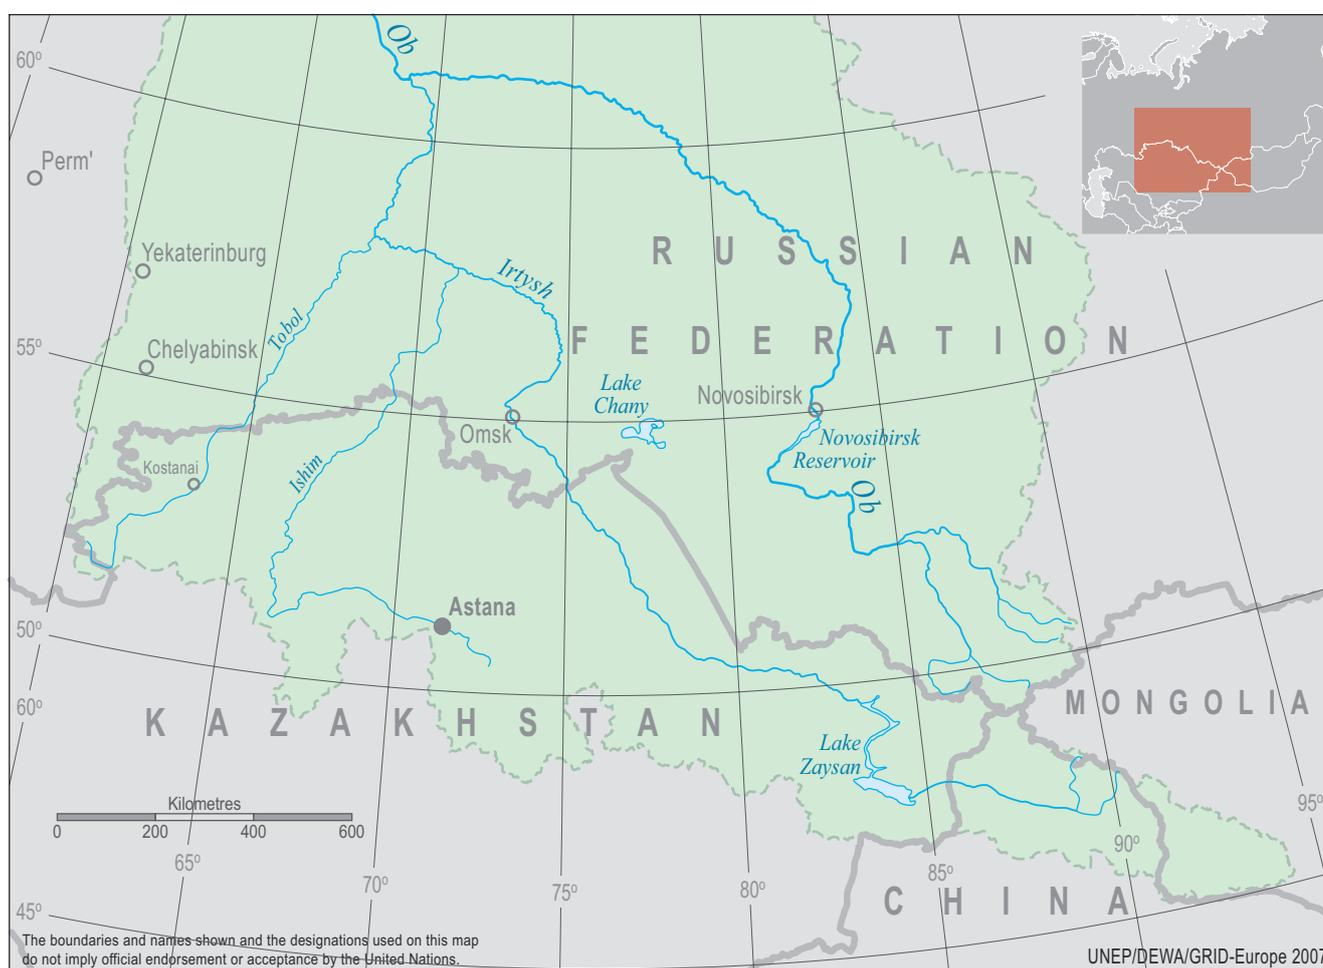 Ob
60º
Perm'
Yekaterinburg
RUSSIAN
Irtysh
Tobol
FEDERATION
55º
Chelyabinsk
Lake
Chany
Novosibirsk
Omsk
Novosibirsk
Reservoir
Kostanai
Ishim
Ob
Astana
50º
60º
KAZAKHSTAN
MONGOLIA
Lake
Zaysan
Kilometres
0 200 400 600
95º
90º
65º
70º
75º
80º
85º
CHINA
45º
The boundaries and names shown and the designations used on this map
do not imply official endorsement or acceptance by the United Nations.
UNEP/DEWA/GRID-Europe 2007